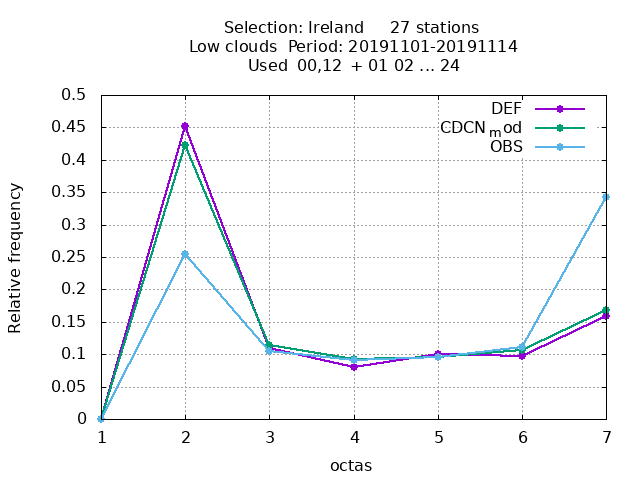 Selection: Ireland     27 stations
Low clouds  Period: 20191101-20191114
Used  00,12  + 01 02 ... 24
DEF
CDCN mod
OBS
Relative frequency
0.5
0.45
0.4
0.35
0.3
0.25
0.2
0.15
0.1
0.05
0
1 2 3 4 5 6 7
octas